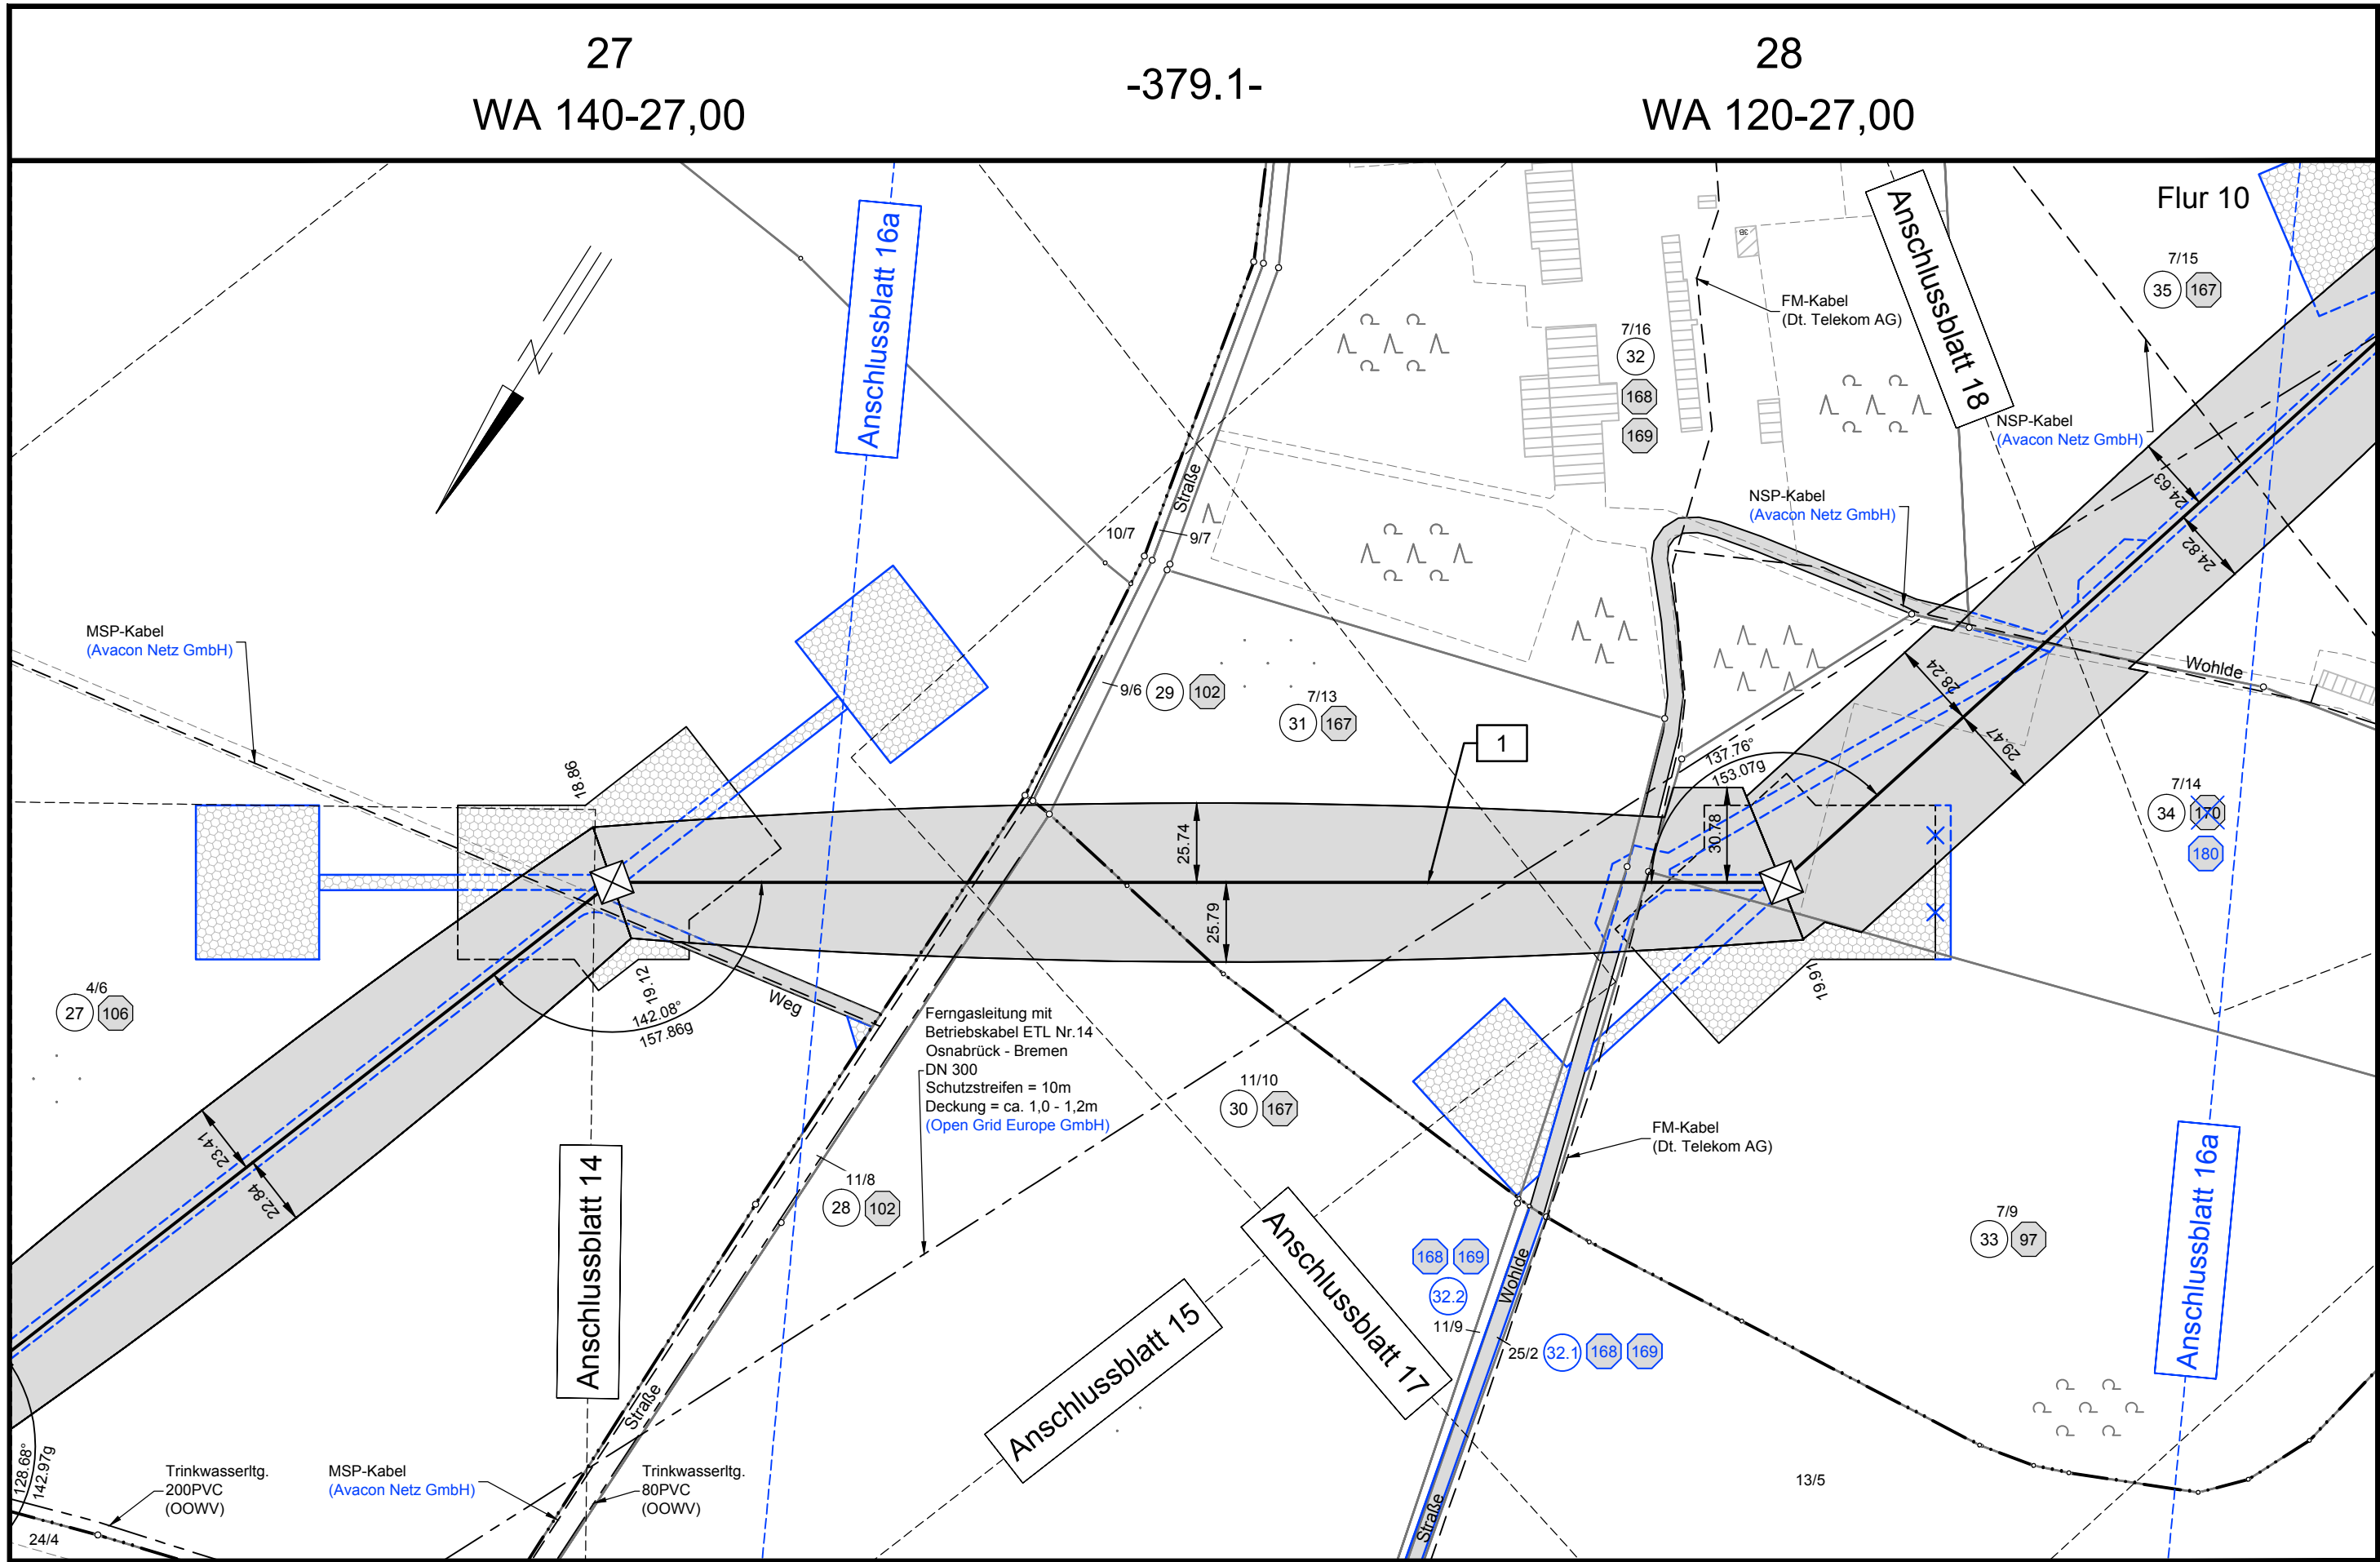 27
WA 140-27,00
-379.1-
28
WA 120-27,00
Flur 10
Anschlussblatt 16a
Anschlussblatt 18
7/15
35
167
FM-Kabel
(Dt. Telekom AG)
7/16
32
168
169
3B
NSP-Kabel
(Avacon Netz GmbH)
NSP-Kabel
(Avacon Netz GmbH)
24.63
24.82
Straße
10/7
9/7
MSP-Kabel
(Avacon Netz GmbH)
9/6
29
102
7/13
31
167
1
Wohlde
28.24
29.47
137.76°
153.07g
18.86
25.74
25.79
30.78
7/14
34
170
180
19.12
142.08°
157.86g
19.91
Weg
4/6
27
106
Ferngasleitung mit
Betriebskabel ETL Nr.14
Osnabrück - Bremen
DN 300
Schutzstreifen = 10m
Deckung = ca. 1,0 - 1,2m
(Open Grid Europe GmbH)
11/10
30
167
FM-Kabel
(Dt. Telekom AG)
23.41
22.84
11/8
28
102
Anschlussblatt 14
Anschlussblatt 15
Anschlussblatt 17
Anschlussblatt 16a
7/9
33
97
168
169
32.2
11/9
Wohlde
25/2
32.1
168
169
Straße
Straße
128.68°
142.97g
Trinkwasserltg.
200PVC
(OOWV)
MSP-Kabel
(Avacon Netz GmbH)
Trinkwasserltg.
80PVC
(OOWV)
24/4
13/5